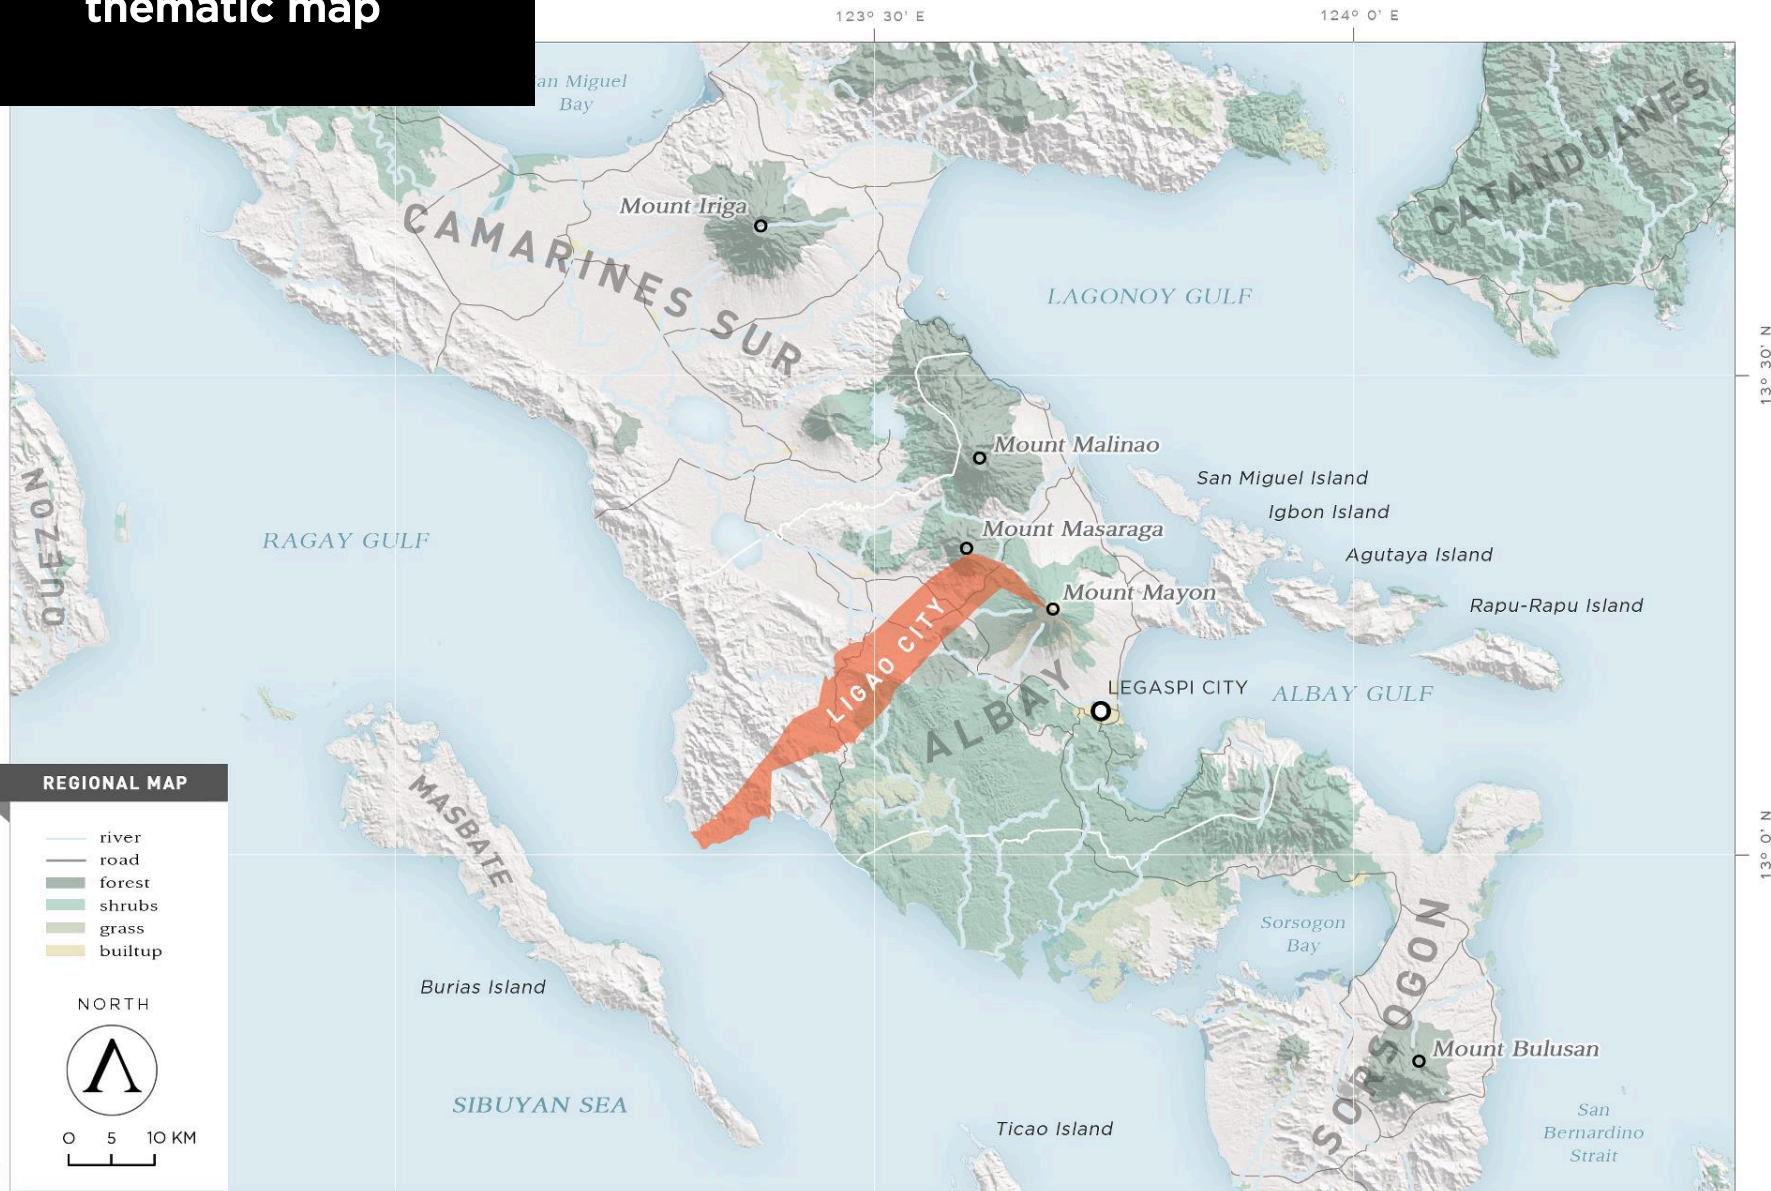 thematic map
123° 30' E
124° 0' E
an Miguel
Bay
CATANDUANES
Mount Iriga
CAMARINES SUR
LAGONOY GULF
13° 30' N
Mount Malinao
San Miguel Island
Igbon Island
QUEZON
RAGAY GULF
Mount Masaraga
Agutaya Island
Mount Mayon
Rapu-Rapu Island
LIGAO CITY
LEGASPI CITY
ALBAY GULF
ALBAY
REGIONAL MAP
MASBATE
river
road
forest
shrubs
grass
builtup
13° 0' N
Sorsogon
Bay
SORSOGON
Burias Island
NORTH
Mount Bulusan
SIBUYAN SEA
Ticao Island
San
Bernardino
Strait
0 5 10 KM